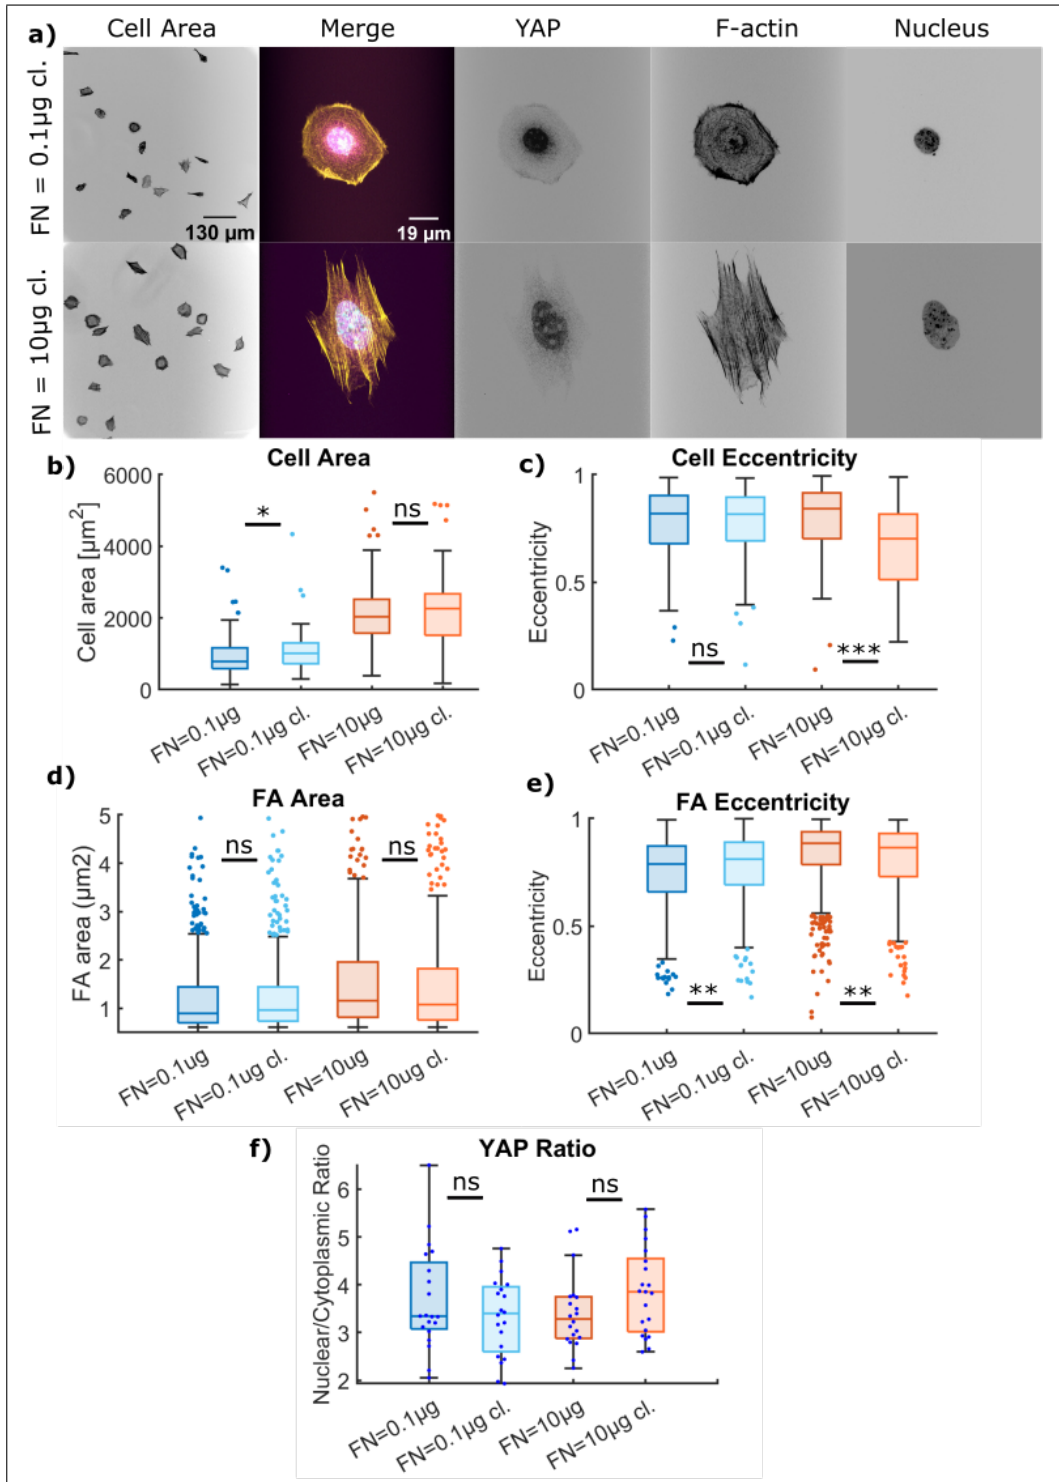 a) Cell Area Merge YAP F-actin Nucleus
FN = 0.1µg cl.
130 µm 19 µm
FN = 10µg cl.
b) Cell Area
Cell area [µm²]
6000
4000
2000
0
* ns
FN=0.1µg FN=0.1µg cl. FN=10µg FN=10µg cl.
c) Cell Eccentricity
Eccentricity
1
0.5
0
ns ***
FN=0.1µg FN=0.1µg cl. FN=10µg FN=10µg cl.
d) FA Area
FA area (µm2)
5
4
3
2
1
ns ns
FN=0.1ug FN=0.1ug cl. FN=10ug FN=10ug cl.
e) FA Eccentricity
Eccentricity
1
0.5
0
** **
FN=0.1ug FN=0.1ug cl. FN=10ug FN=10ug cl.
f) YAP Ratio
Nuclear/Cytoplasmic Ratio
6
5
4
3
2
ns ns
FN=0.1µg FN=0.1µg cl. FN=10µg FN=10µg cl.